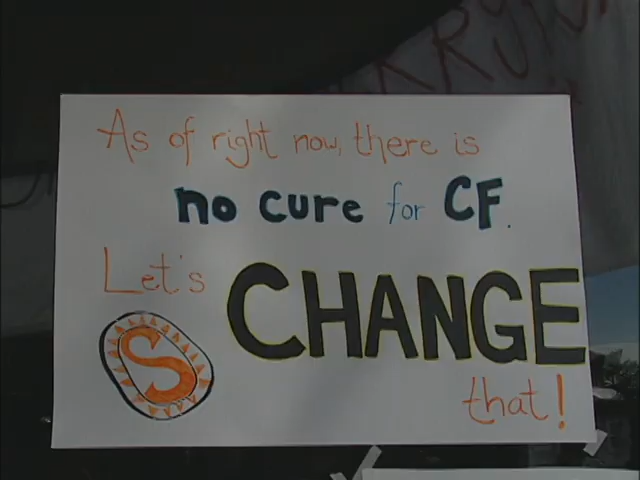 As of right now, there is
no cure for CF.
Let's CHANGE
S
that!